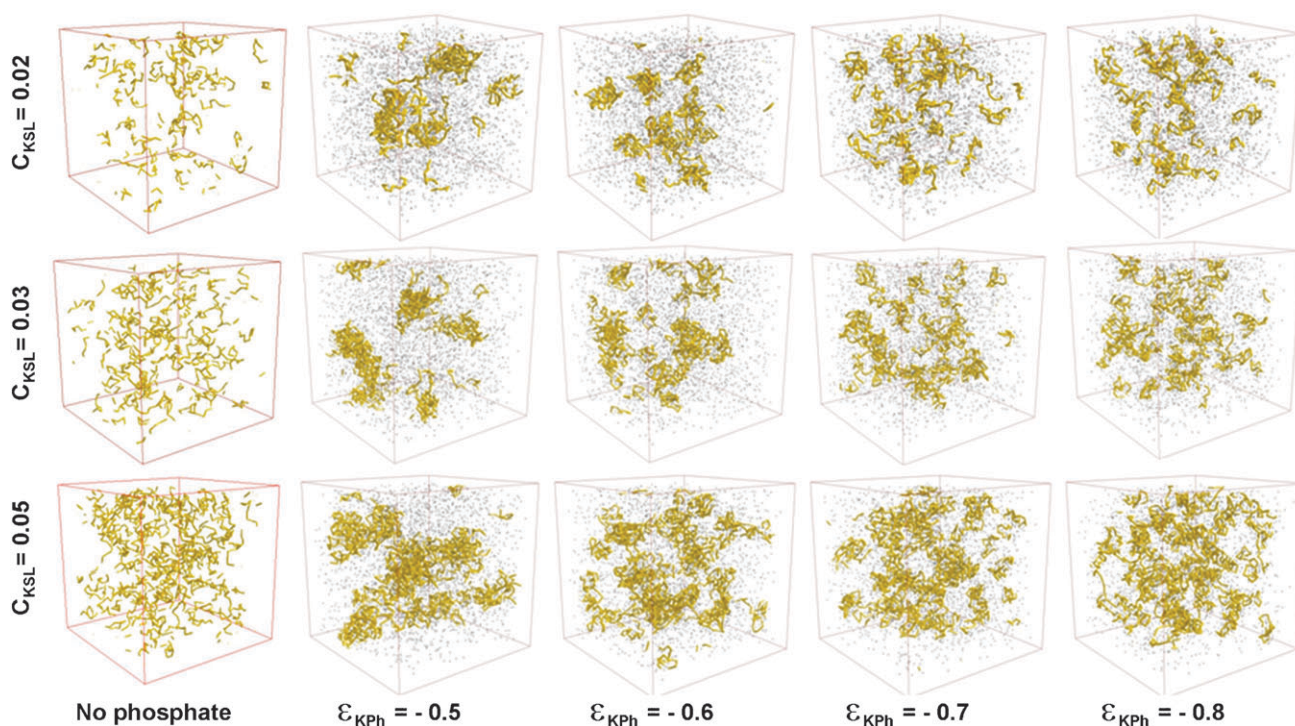 C_KSL = 0.02
C_KSL = 0.03
C_KSL = 0.05
No phosphate
ε_KPh = - 0.5
ε_KPh = - 0.6
ε_KPh = - 0.7
ε_KPh = - 0.8